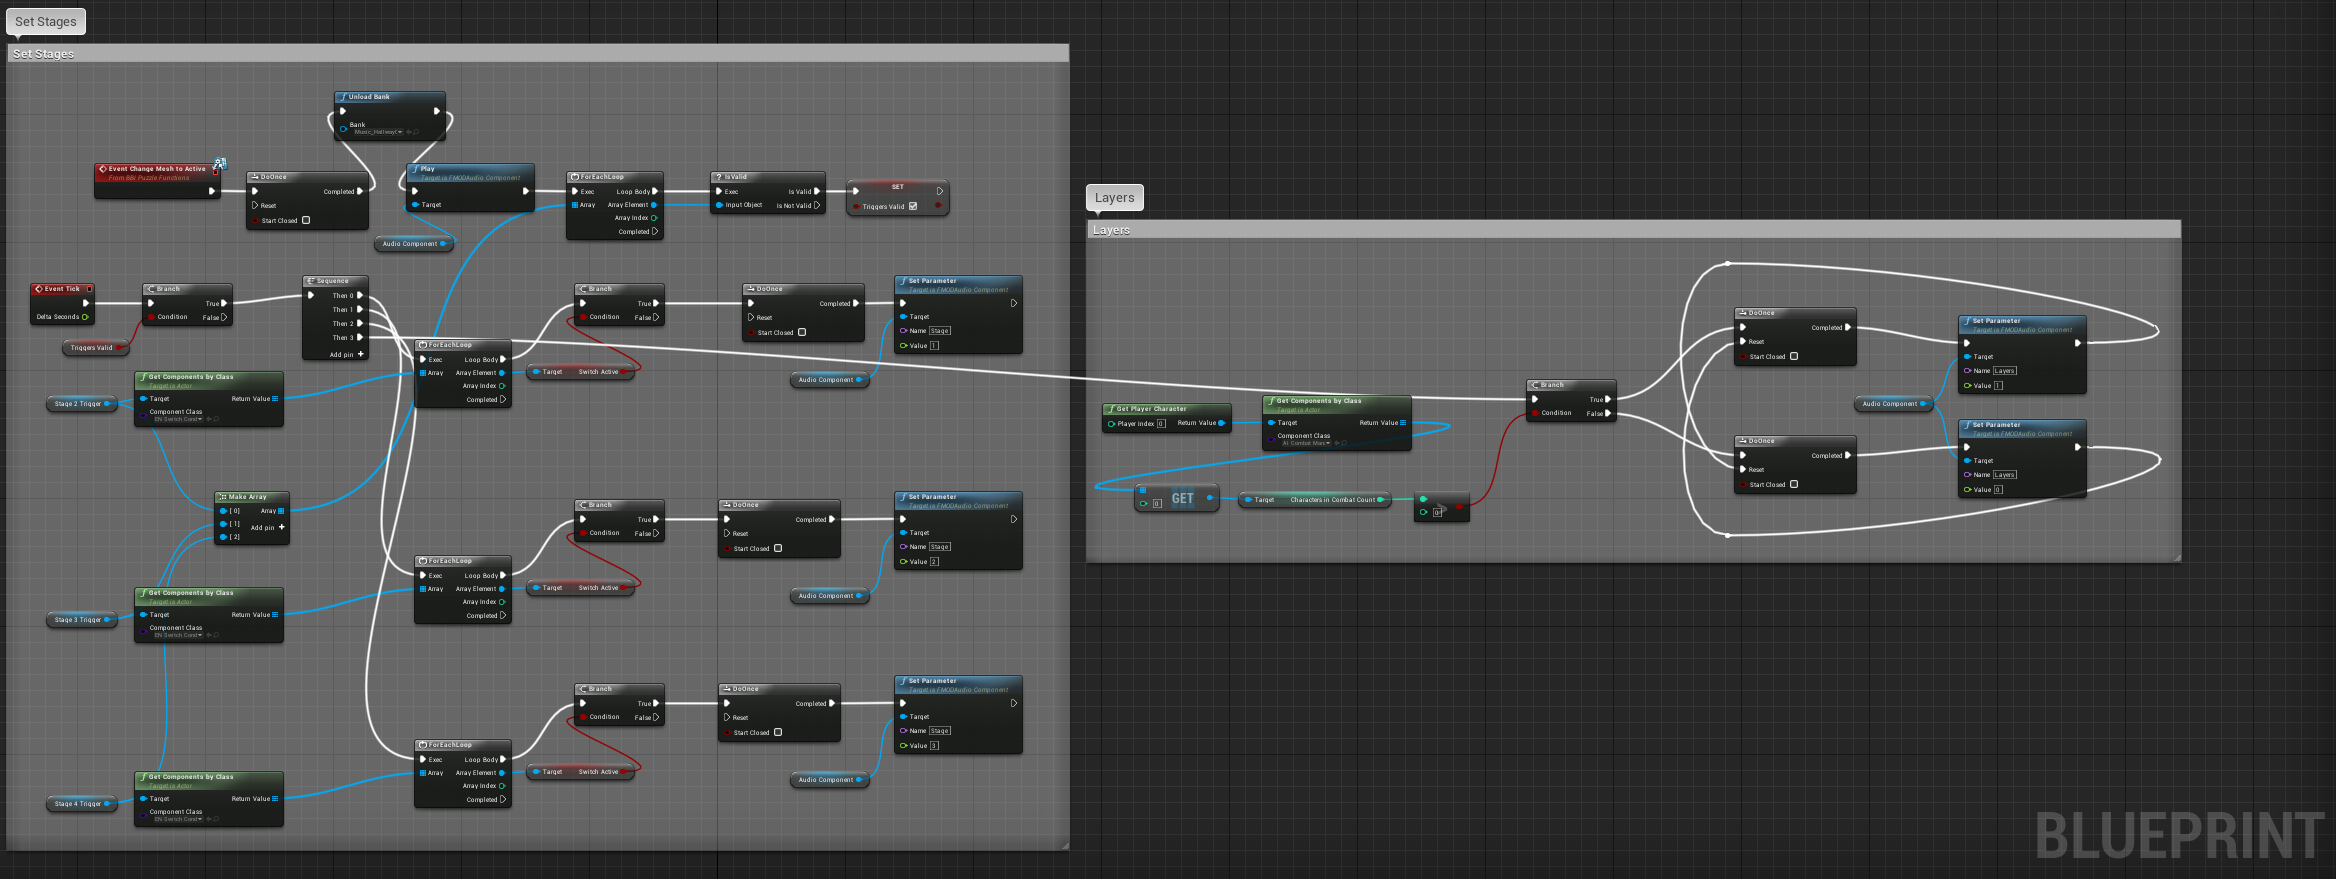 Set Stages
Set Stages
Unload Bank
Bank
Event Change Mesh to Active
From BBr Puzzle Functions
DoOnce
Completed
Reset
Start Closed
Play
Target is FMODAudio Component
Target
Audio Component
ForEachLoop
Exec Loop Body
Array Array Element
Array Index
Completed
IsValid
Exec Is Valid
Input Object Is Not Valid
SET
Triggers Valid
Event Tick
Delta Seconds
Branch
True
Condition False
Triggers Valid
Sequence
Then 0
Then 1
Then 2
Then 3
Add pin
ForEachLoop
Exec Loop Body
Array Array Element
Array Index
Completed
Branch
True
Condition False
Target Switch Active
DoOnce
Completed
Reset
Start Closed
Set Parameter
Target is FMODAudio Component
Target
Name Stage
Value 1
Audio Component
Stage 2 Trigger
Get Components by Class
Target is Actor
Target Return Value
Component Class
Make Array
[0] Array
[1] Add pin
[2]
ForEachLoop
Exec Loop Body
Array Array Element
Array Index
Completed
Branch
True
Condition False
Target Switch Active
DoOnce
Completed
Reset
Start Closed
Set Parameter
Target is FMODAudio Component
Target
Name Stage
Value 2
Audio Component
Stage 3 Trigger
Get Components by Class
Target is Actor
Target Return Value
Component Class
ForEachLoop
Exec Loop Body
Array Array Element
Array Index
Completed
Branch
True
Condition False
Target Switch Active
DoOnce
Completed
Reset
Start Closed
Set Parameter
Target is FMODAudio Component
Target
Name Stage
Value 3
Audio Component
Stage 4 Trigger
Get Components by Class
Target is Actor
Target Return Value
Component Class
Layers
Layers
Get Player Character
Player Index 0 Return Value
Get Components by Class
Target is Actor
Target Return Value
Component Class
0 GET
Target Characters in Combat Count
0 >
Branch
True
Condition False
DoOnce
Completed
Reset
Start Closed
Set Parameter
Target is FMODAudio Component
Target
Name Layers
Value 1
Audio Component
DoOnce
Completed
Reset
Start Closed
Set Parameter
Target is FMODAudio Component
Target
Name Layers
Value 0
BLUEPRINT